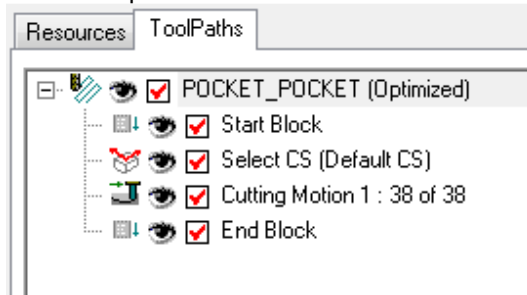 Resources ToolPaths
POCKET_POCKET (Optimized)
Start Block
Select CS (Default CS)
Cutting Motion 1 : 38 of 38
End Block